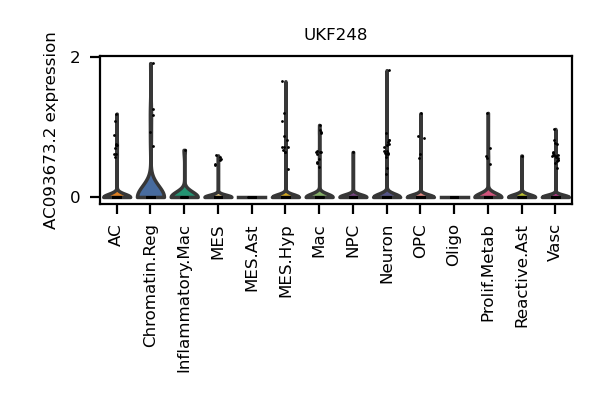 UKF248
AC093673.2 expression
2
0
AC
Chromatin.Reg
Inflammatory.Mac
MES
MES.Ast
MES.Hyp
Mac
NPC
Neuron
OPC
Oligo
Prolif.Metab
Reactive.Ast
Vasc